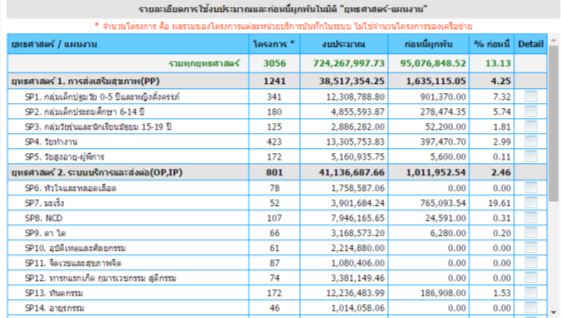 รายละเอียดการใช้งบประมาณและก่อหนี้ผูกพันในมิติ "ยุทธศาสตร์-แผนงาน"
* จำนวนโครงการ คือ ผลรวมของโครงการแต่ละหน่วยบริการบันทึกในระบบ ไม่ใช่จำนวนโครงการของเครือข่าย
ยุทธศาสตร์ / แผนงาน โครงการ * งบประมาณ ก่อหนี้ผูกพัน % ก่อหนี้ Detail
รวมทุกยุทธศาสตร์ 3056 724,267,997.73 95,076,848.52 13.13
ยุทธศาสตร์ 1. การส่งเสริมสุขภาพ(PP) 1241 38,517,354.25 1,635,115.05 4.25
SP1. กลุ่มเด็กปฐมวัย 0-5 ปีและหญิงตั้งครรภ์ 341 12,308,788.80 901,370.00 7.32
SP2. กลุ่มเด็กประถมศึกษา 6-14 ปี 180 4,855,593.87 278,474.35 5.74
SP3. กลุ่มวัยรุ่นและนักเรียนมัธยม 15-19 ปี 125 2,886,282.00 52,200.00 1.81
SP4. วัยทำงาน 423 13,305,753.83 397,470.70 2.99
SP5. วัยสูงอายุ-ผู้พิการ 172 5,160,935.75 5,600.00 0.11
ยุทธศาสตร์ 2. ระบบบริการและส่งต่อ(OP,IP) 801 41,136,687.66 1,011,952.54 2.46
SP6. หัวใจและหลอดเลือด 78 1,758,587.06 0.00 0.00
SP7. มะเร็ง 52 3,901,684.24 765,093.54 19.61
SP8. NCD 107 7,946,165.65 24,591.00 0.31
SP9. ตา ไต 66 3,168,573.20 6,280.00 0.20
SP10. อุบัติเหตุและศัลยกรรม 61 2,214,880.00 0.00 0.00
SP11. จิตเวชและสุขภาพจิต 87 1,080,406.00 0.00 0.00
SP12. ทารกแรกเกิด กุมารเวชกรรม สูติกรรม 74 3,381,149.46 0.00 0.00
SP13. ทันตกรรม 172 12,236,483.99 186,908.00 1.53
SP14. อายุรกรรม 46 1,014,058.06 0.00 0.00